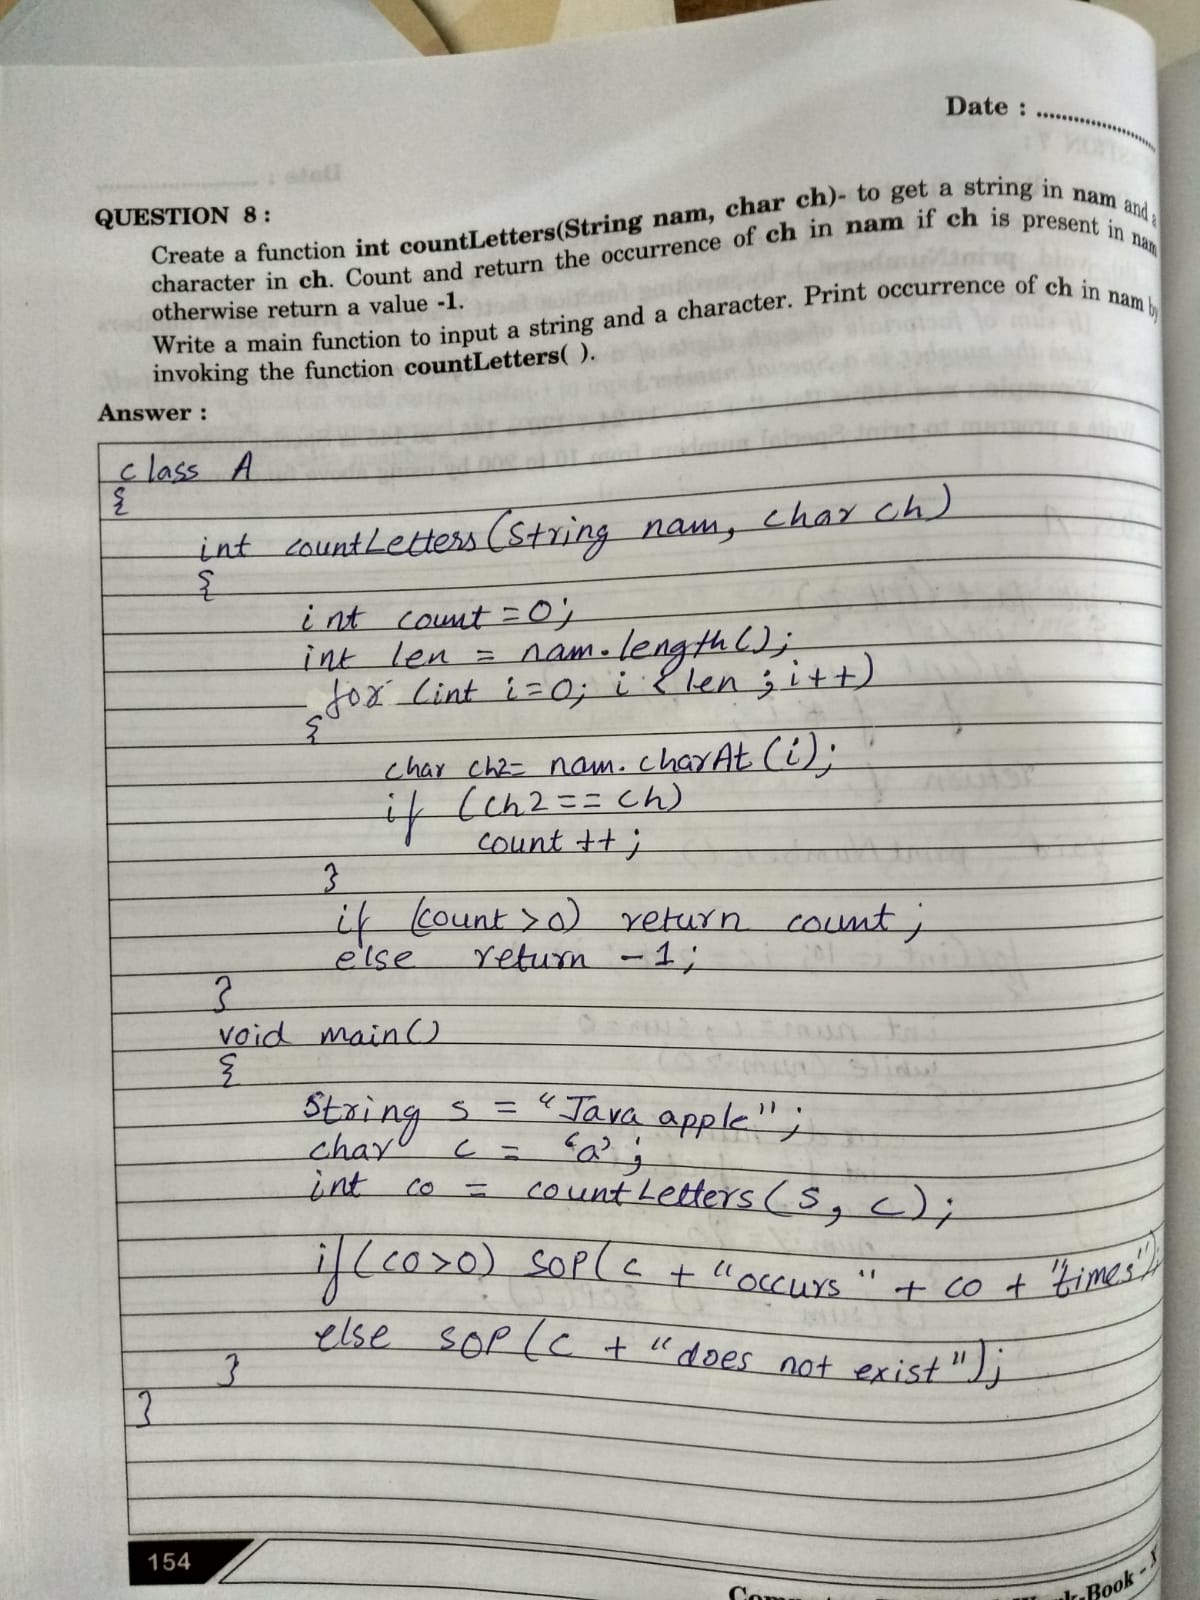 Date : ....................
QUESTION 8 :
Create a function int countLetters(String nam, char ch)- to get a string in nam and a
character in ch. Count and return the occurrence of ch in nam if ch is present in nam
otherwise return a value -1.
Write a main function to input a string and a character. Print occurrence of ch in nam by
invoking the function countLetters( ).
Answer :
class A
{
int countLetters (String nam, char ch)
{
int count = 0;
int len = nam.length();
for (int i=0; i < len ; i++)
{
char ch2= nam. charAt (i);
if (ch2 == ch)
count ++;
}
if (count > 0) return count;
else return -1;
}
void main()
{
String s = "Java apple";
char c = 'a';
int co = countLetters (s, c);
if (co>0) SOP( c + "occurs" + co + "times");
else SOP (c + "does not exist");
}
}
154
Book - X